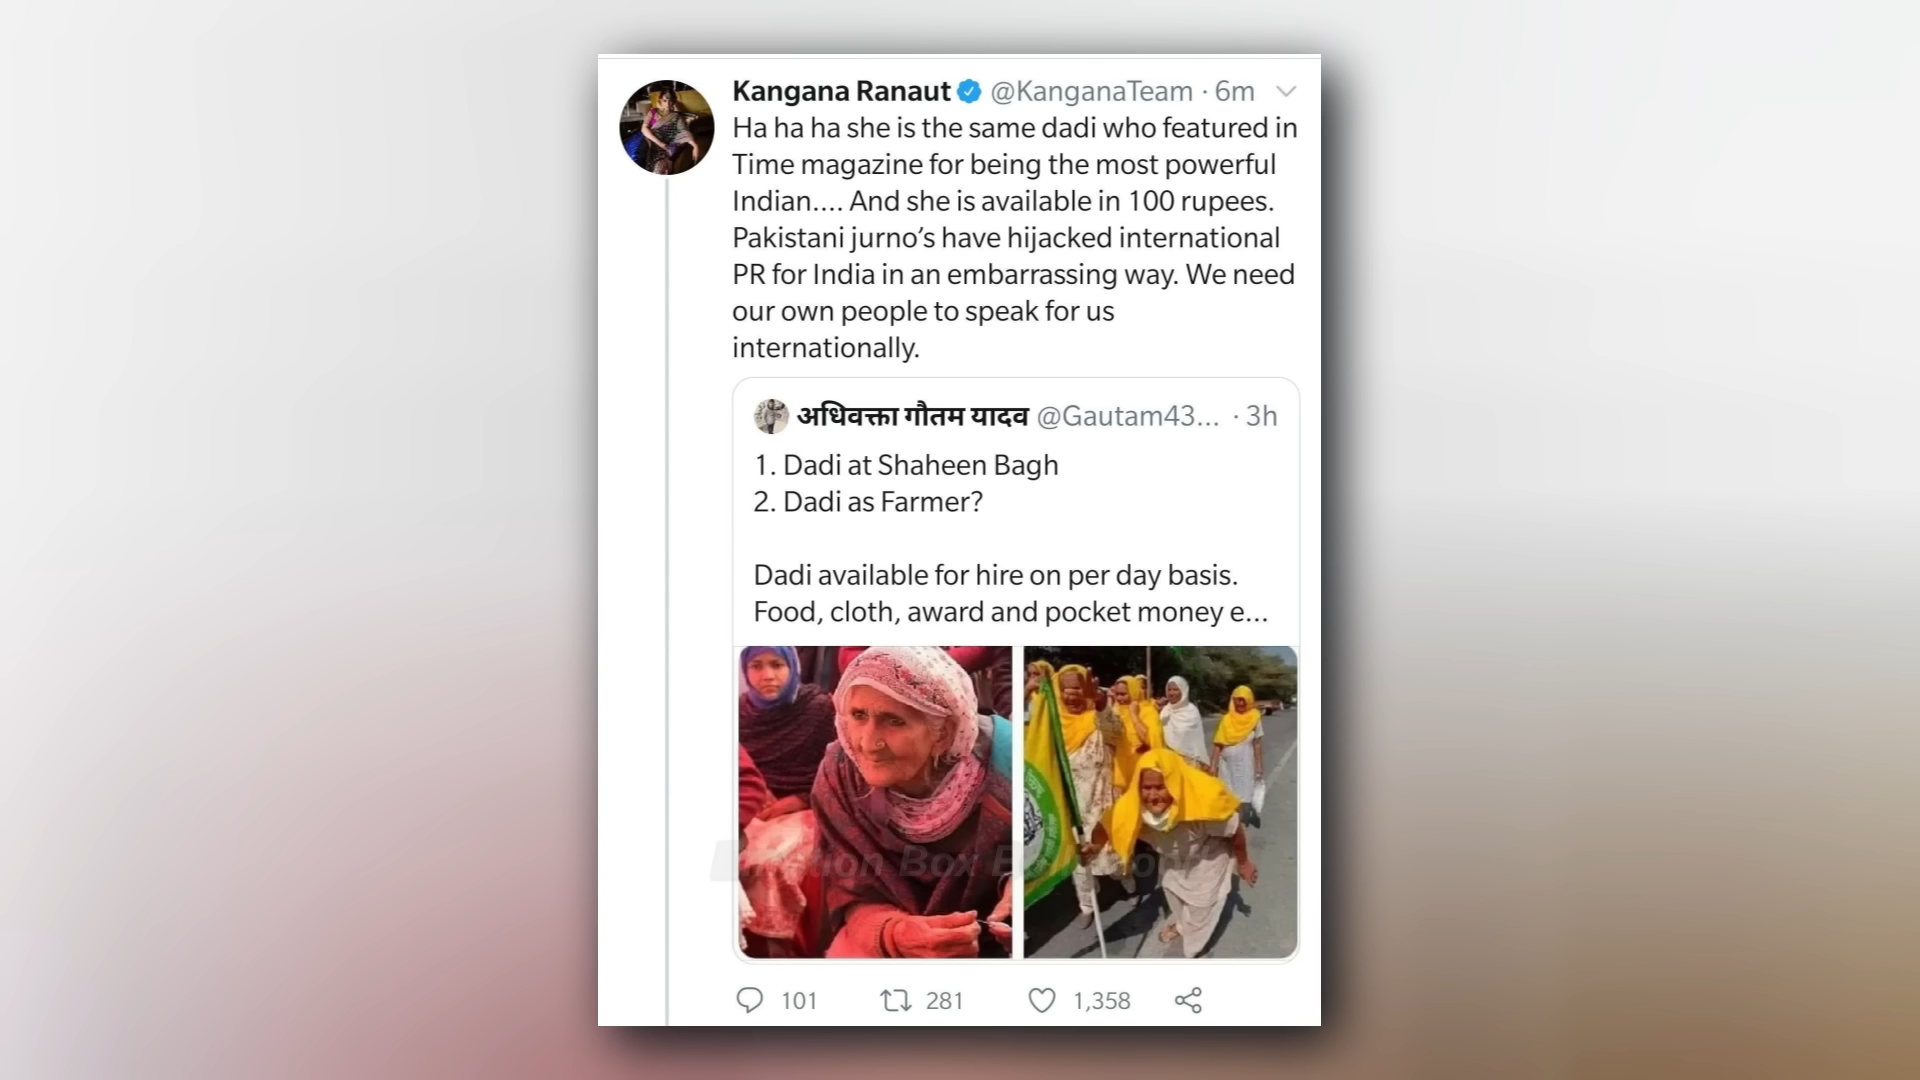 Kangana Ranaut @KanganaTeam · 6m
Ha ha ha she is the same dadi who featured in
Time magazine for being the most powerful
Indian.... And she is available in 100 rupees.
Pakistani jurno's have hijacked international
PR for India in an embarrassing way. We need
our own people to speak for us
internationally.
अधिवक्ता गौतम यादव @Gautam43... · 3h
1. Dadi at Shaheen Bagh
2. Dadi as Farmer?
Dadi available for hire on per day basis.
Food, cloth, award and pocket money e...
Box
101 281 1,358